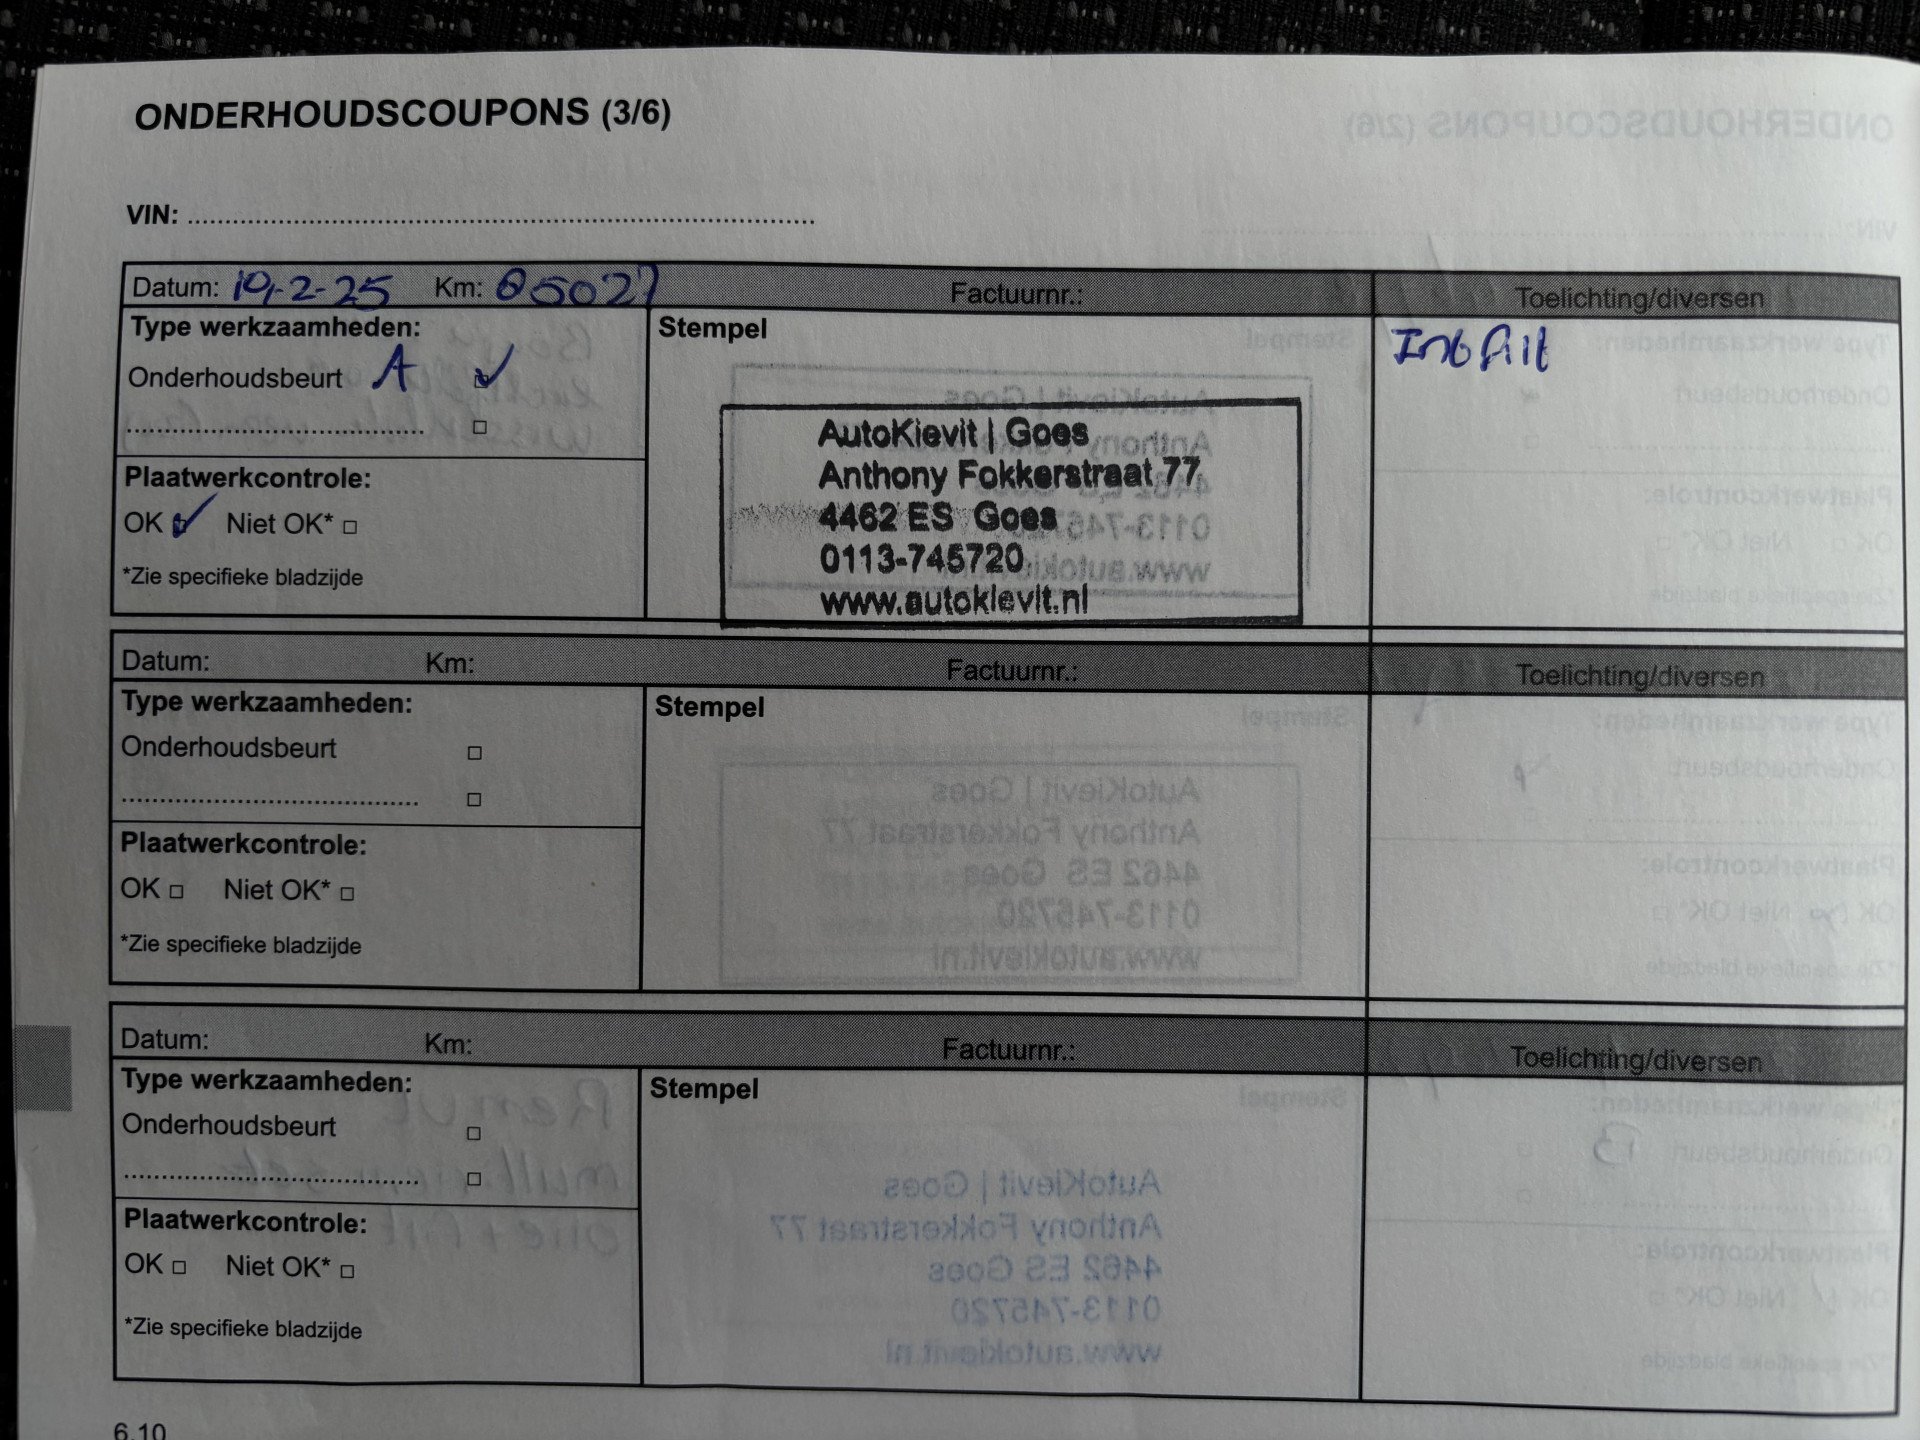 ONDERHOUDSCOUPONS (3/6)
VIN: ........................................................................
Datum: 10-2-25 Km: 85027 Factuurnr.: Toelichting/diversen
Type werkzaamheden:
Onderhoudsbeurt A
Plaatwerkcontrole:
OK Niet OK*
*Zie specifieke bladzijde
Stempel
AutoKievit | Goes
Anthony Fokkerstraat 77
4462 ES Goes
0113-745720
www.autokievit.nl
Int filt
Datum: Km: Factuurnr.: Toelichting/diversen
Type werkzaamheden:
Onderhoudsbeurt
Plaatwerkcontrole:
OK Niet OK*
*Zie specifieke bladzijde
Stempel
Datum: Km: Factuurnr.: Toelichting/diversen
Type werkzaamheden:
Onderhoudsbeurt
Plaatwerkcontrole:
OK Niet OK*
*Zie specifieke bladzijde
Stempel
6.10